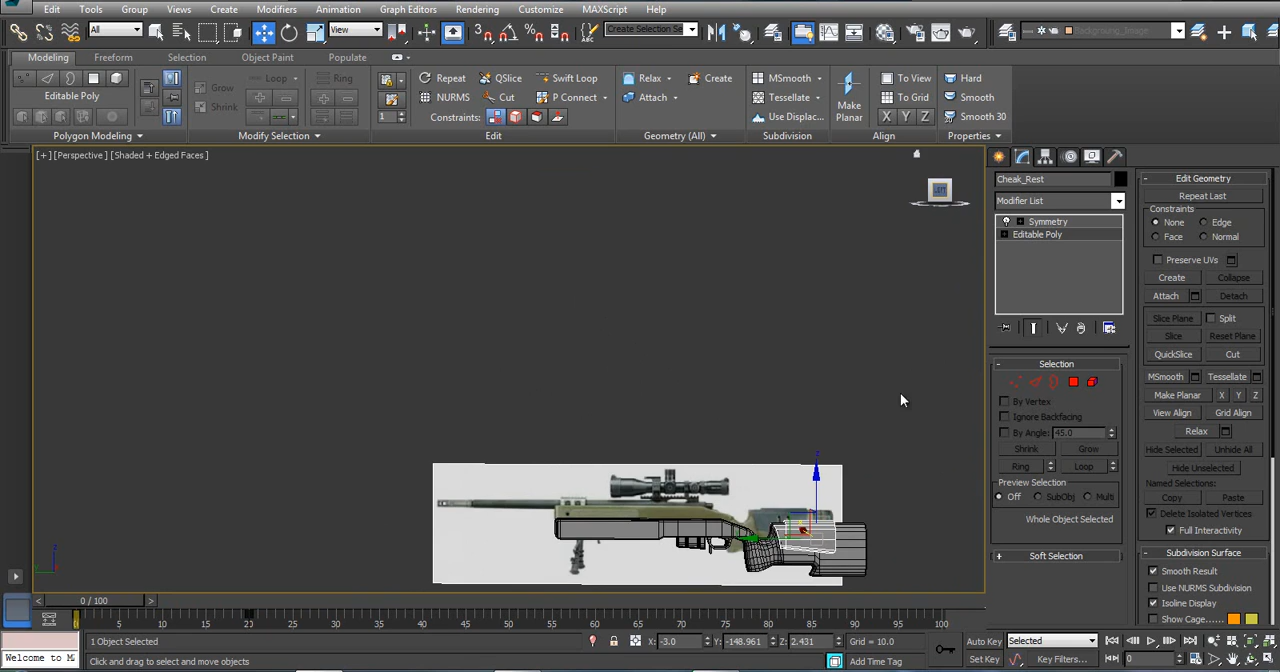 Edit Tools Group Views Create Modifiers Animation Graph Editors Rendering Customize MAXScript Help
All View Create Selection Se
Modeling Freeform Selection Object Paint Populate
Loop Ring Repeat QSlice Swift Loop Relax Create MSmooth To View Hard
Editable Poly Grow NURMS Cut P Connect Attach Tessellate To Grid Smooth
Shrink 1 Constraints: Make Planar Use Displac... X Y Z Smooth 30
Polygon Modeling Modify Selection Edit Geometry (All) Subdivision Align Properties
[+] [Perspective] [Shaded + Edged Faces]
Cheak_Rest
Modifier List
Symmetry
Editable Poly
Selection
By Vertex
Ignore Backfacing
By Angle: 45.0
Shrink Grow
Ring Loop
Preview Selection
Off SubObj Multi
Whole Object Selected
Soft Selection
Edit Geometry
Repeat Last
Constraints
None Edge
Face Normal
Preserve UVs
Create Collapse
Attach Detach
Slice Plane Split
Slice Reset Plane
QuickSlice Cut
MSmooth Tessellate
Make Planar X Y Z
View Align Grid Align
Relax
Hide Selected Unhide All
Hide Unselected
Named Selections:
Copy Paste
Delete Isolated Vertices
Full Interactivity
Subdivision Surface
Smooth Result
Use NURMS Subdivision
Isoline Display
Show Cage......
z
z
0 / 100
5 10 15 20 25 30 35 40 45 50 55 60 65 70 75 80 85 90 95 100
1 Object Selected X: -3.0 Y: -148.961 Z: 2.431 Grid = 10.0 Auto Key Selected
Welcome to M Click and drag to select and move objects Add Time Tag Set Key Key Filters... 0